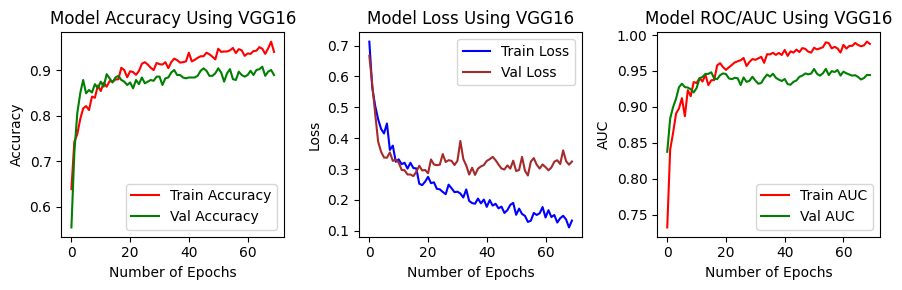 Model Accuracy Using VGG16
Accuracy
0.9
0.8
0.7
0.6
Train Accuracy
Val Accuracy
0
20
40
60
Number of Epochs
Model Loss Using VGG16
Loss
0.7
0.6
0.5
0.4
0.3
0.2
0.1
Train Loss
Val Loss
0
20
40
60
Number of Epochs
Model ROC/AUC Using VGG16
AUC
1.00
0.95
0.90
0.85
0.80
0.75
Train AUC
Val AUC
0
20
40
60
Number of Epochs